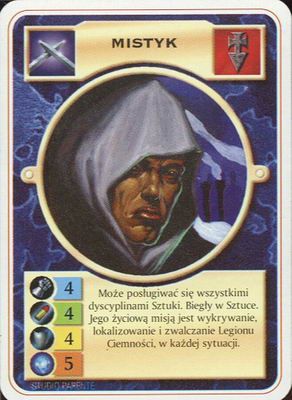 MISTYK
4
4
4
5
Może posługiwać się wszystkimi
dyscyplinami Sztuki. Biegły w Sztuce.
Jego życiową misją jest wykrywanie,
lokalizowanie i zwalczanie Legionu
Ciemności, w każdej sytuacji.
STUDIO PARENTE